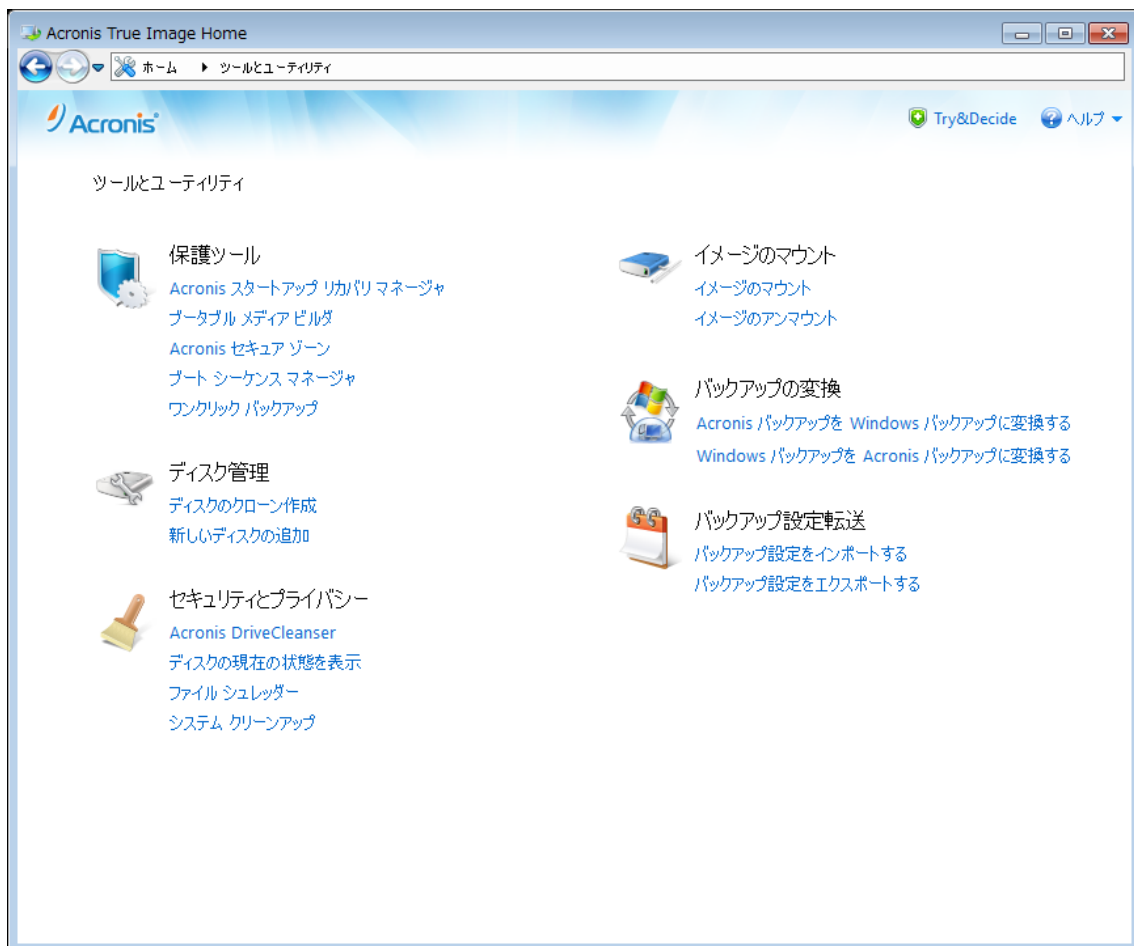 Acronis True Image Home
ホーム ▶ ツールとユーティリティ
Acronis
Try&Decide
ヘルプ
ツールとユーティリティ
保護ツール
Acronis スタートアップ リカバリ マネージャ
ブータブル メディア ビルダ
Acronis セキュア ゾーン
ブート シーケンス マネージャ
ワンクリック バックアップ
ディスク管理
ディスクのクローン作成
新しいディスクの追加
セキュリティとプライバシー
Acronis DriveCleanser
ディスクの現在の状態を表示
ファイル シュレッダー
システム クリーンアップ
イメージのマウント
イメージのマウント
イメージのアンマウント
バックアップの変換
Acronis バックアップを Windows バックアップに変換する
Windows バックアップを Acronis バックアップに変換する
バックアップ設定転送
バックアップ設定をインポートする
バックアップ設定をエクスポートする